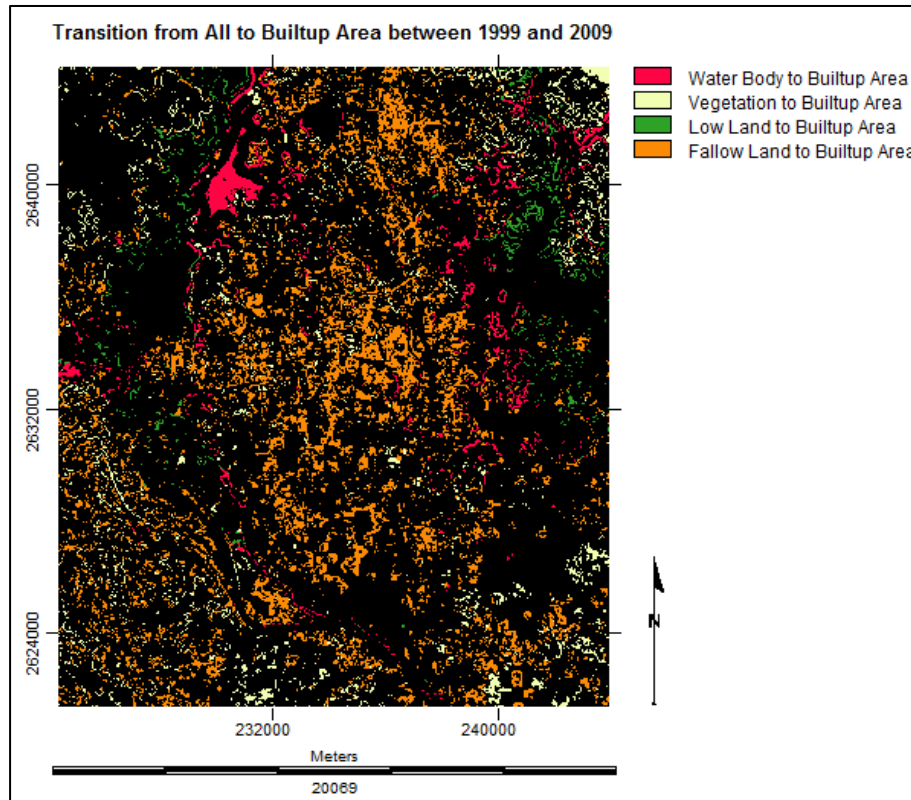 Transition from All to Builtup Area between 1999 and 2009
Water Body to Builtup Area
Vegetation to Builtup Area
Low Land to Builtup Area
Fallow Land to Builtup Area
2640000
2632000
2624000
N
232000 240000
Meters
20069